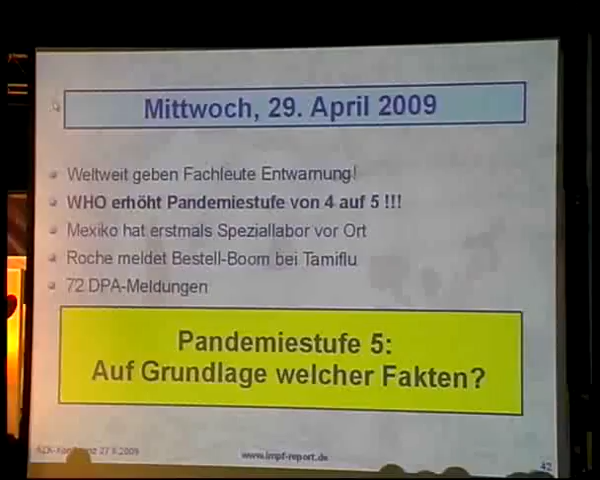 Mittwoch, 29. April 2009
Weltweit geben Fachleute Entwarnung!
WHO erhöht Pandemiestufe von 4 auf 5 !!!
Mexiko hat erstmals Speziallabor vor Ort
Roche meldet Bestell-Boom bei Tamiflu
72 DPA-Meldungen
Pandemiestufe 5:
Auf Grundlage welcher Fakten?
www.impf-report.de
42